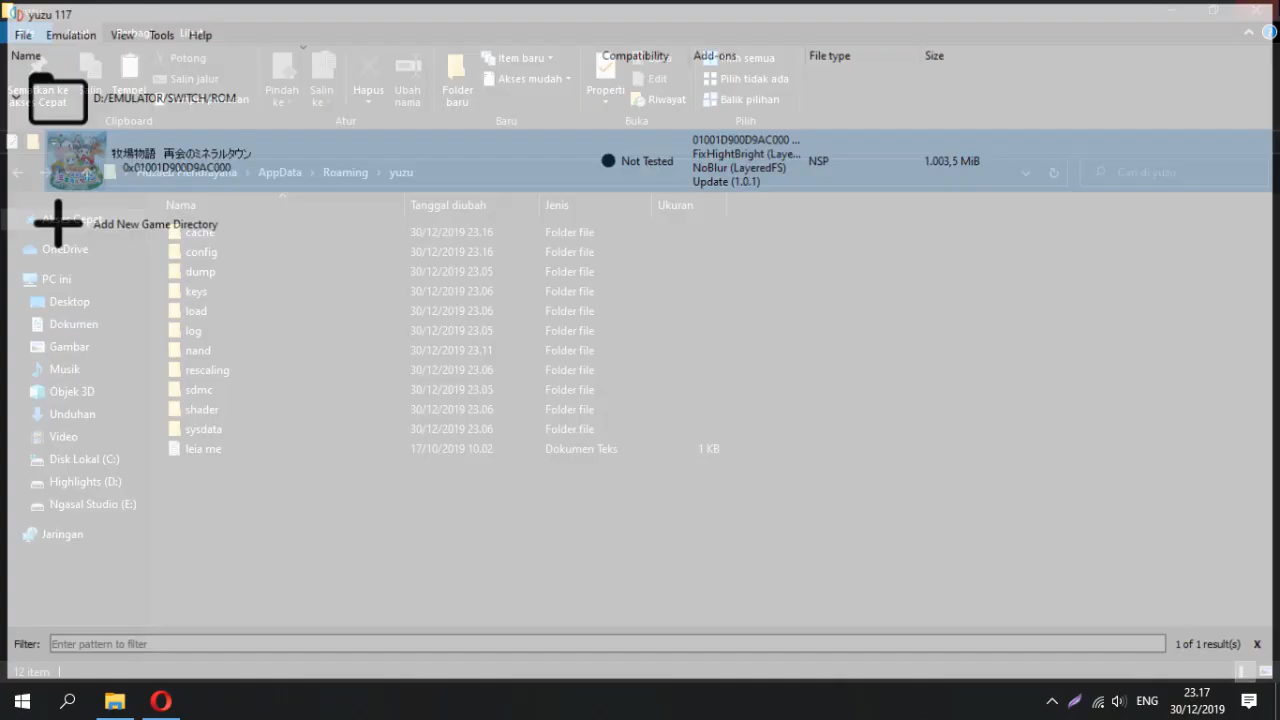 yuzu 117
File Emulation View Tools Help
Name Compatibility Add-ons File type Size
Potong
Item baru
Pilih semua
Salin jalur
Akses mudah
Edit
Pilih tidak ada
Sematkan ke akses Cepat
Salin
Tempel
Pindah ke
Salin ke
Hapus
Ubah nama
Folder baru
Properti
Riwayat
Balik pilihan
D:/EMULATOR/SWITCH/ROM
Clipboard Atur Baru Buka Pilih
牧場物語 再会のミネラルタウン
0x01001D900D9AC000
Not Tested
01001D900D9AC000 ...
FixHightBright (Laye...
NoBlur (LayeredFS)
Update (1.0.1)
NSP
1.003,5 MiB
Hendrayana AppData Roaming yuzu
Cari di yuzu
Nama Tanggal diubah Jenis Ukuran
Akses Cepat
Add New Game Directory
cache 30/12/2019 23.16 Folder file
config 30/12/2019 23.16 Folder file
dump 30/12/2019 23.05 Folder file
keys 30/12/2019 23.06 Folder file
load 30/12/2019 23.06 Folder file
log 30/12/2019 23.05 Folder file
nand 30/12/2019 23.11 Folder file
rescaling 30/12/2019 23.06 Folder file
sdmc 30/12/2019 23.05 Folder file
shader 30/12/2019 23.06 Folder file
sysdata 30/12/2019 23.06 Folder file
leia me 17/10/2019 10.02 Dokumen Teks 1 KB
OneDrive
PC ini
Desktop
Dokumen
Gambar
Musik
Objek 3D
Unduhan
Video
Disk Lokal (C:)
Highlights (D:)
Ngasal Studio (E:)
Jaringan
Filter: Enter pattern to filter 1 of 1 result(s) X
12 item
ENG
23.17
30/12/2019